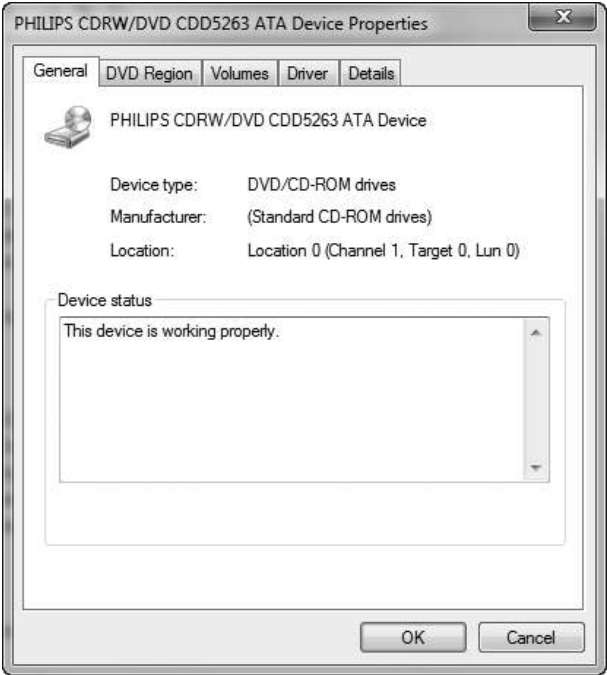 PHILIPS CDRW/DVD CDD5263 ATA Device Properties
General DVD Region Volumes Driver Details
PHILIPS CDRW/DVD CDD5263 ATA Device
Device type: DVD/CD-ROM drives
Manufacturer: (Standard CD-ROM drives)
Location: Location 0 (Channel 1, Target 0, Lun 0)
Device status
This device is working properly.
OK Cancel